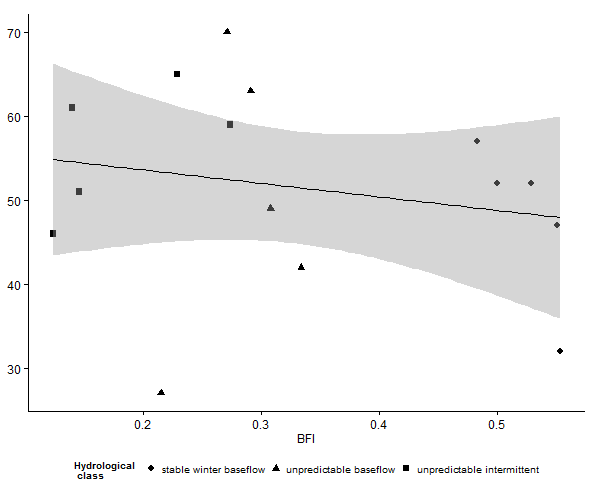 70
60
50
40
30
0.2 0.3 0.4 0.5
BFI
Hydrological
class
stable winter baseflow unpredictable baseflow unpredictable intermittent